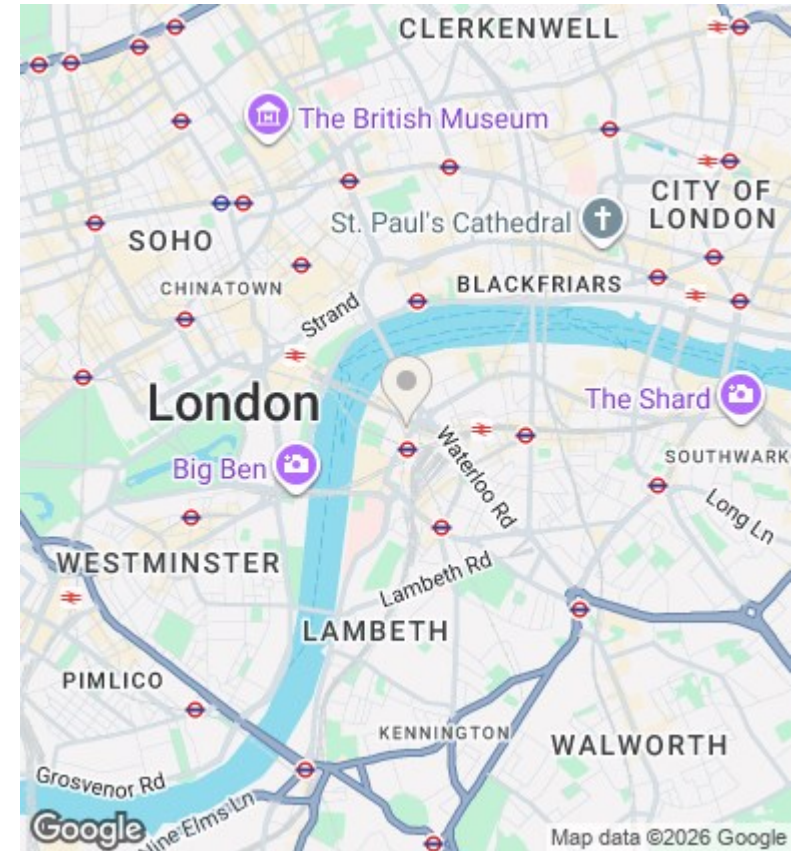 CLERKENWELL
The British Museum
CITY OF
LONDON
St. Paul's Cathedral
SOHO
CHINATOWN
BLACKFRIARS
Strand
London
The Shard
Waterloo Rd
Big Ben
SOUTHWARK
Long Ln
WESTMINSTER
Lambeth Rd
LAMBETH
PIMLICO
KENNINGTON
WALWORTH
Grosvenor Rd
Nine Elms Ln
Google
Map data ©2026 Google